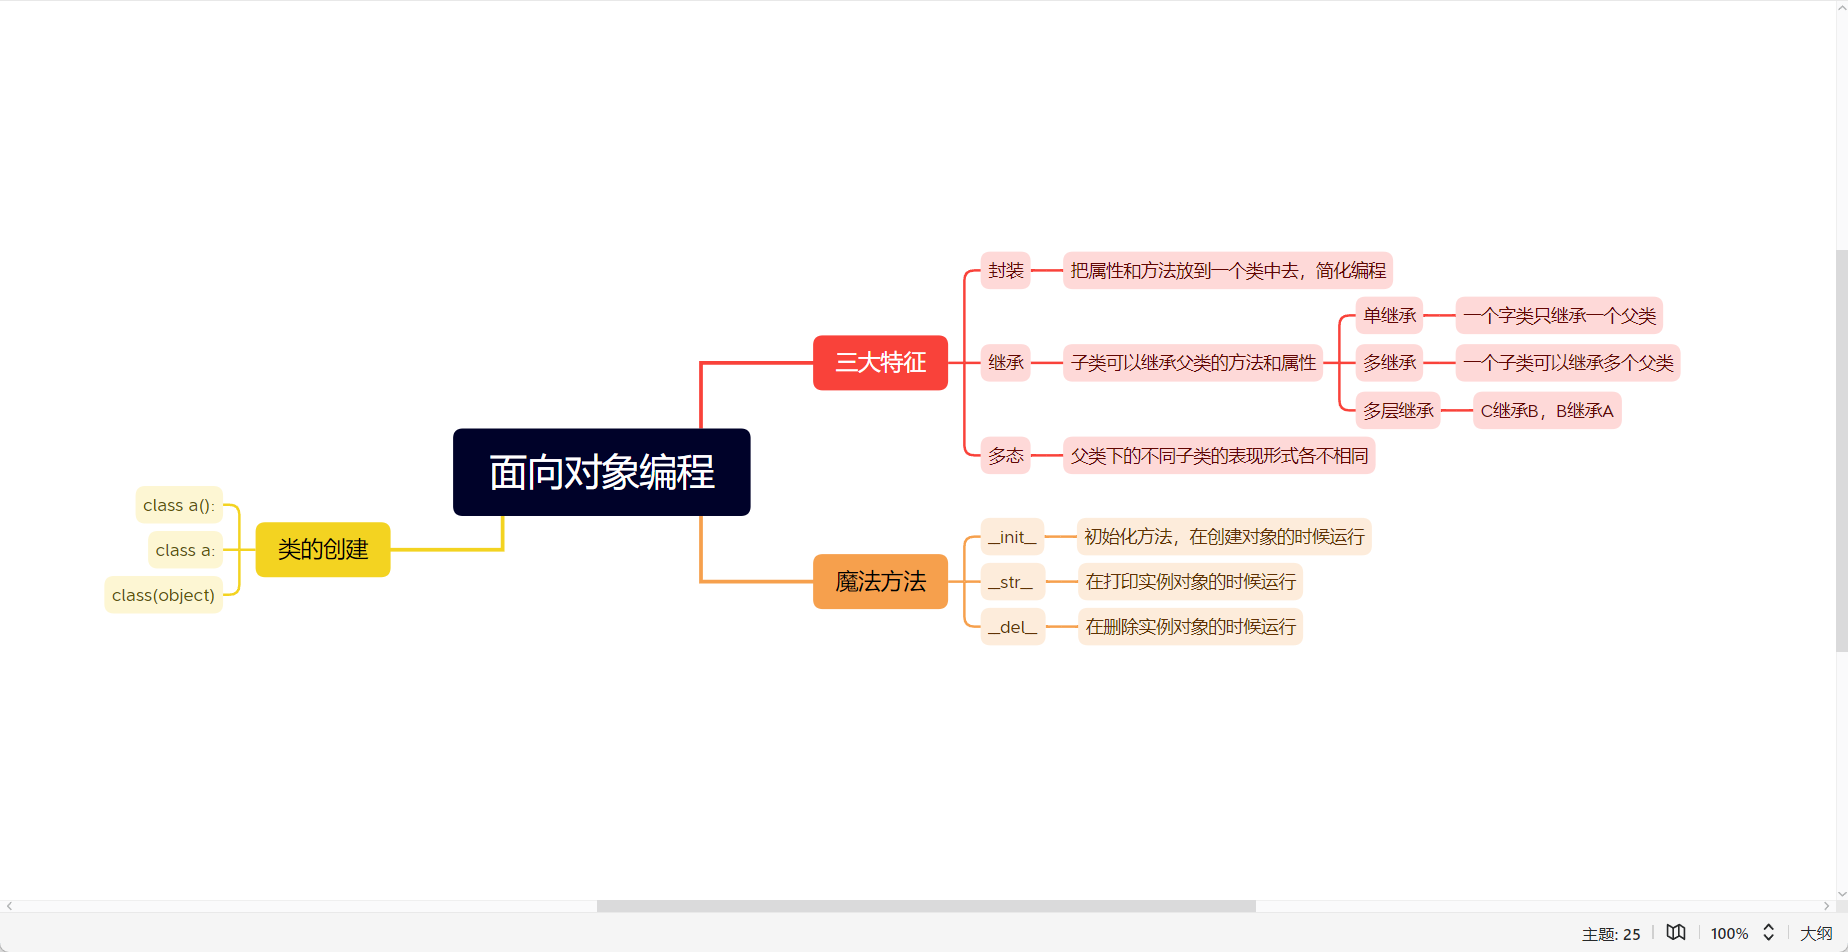 面向对象编程
三大特征
封装
把属性和方法放到一个类中去，简化编程
继承
子类可以继承父类的方法和属性
单继承
一个字类只继承一个父类
多继承
一个子类可以继承多个父类
多层继承
C继承B，B继承A
多态
父类下的不同子类的表现形式各不相同
魔法方法
_init_
初始化方法，在创建对象的时候运行
_str_
在打印实例对象的时候运行
_del_
在删除实例对象的时候运行
类的创建
class a():
class a:
class(object)
主题: 25
100%
大纲